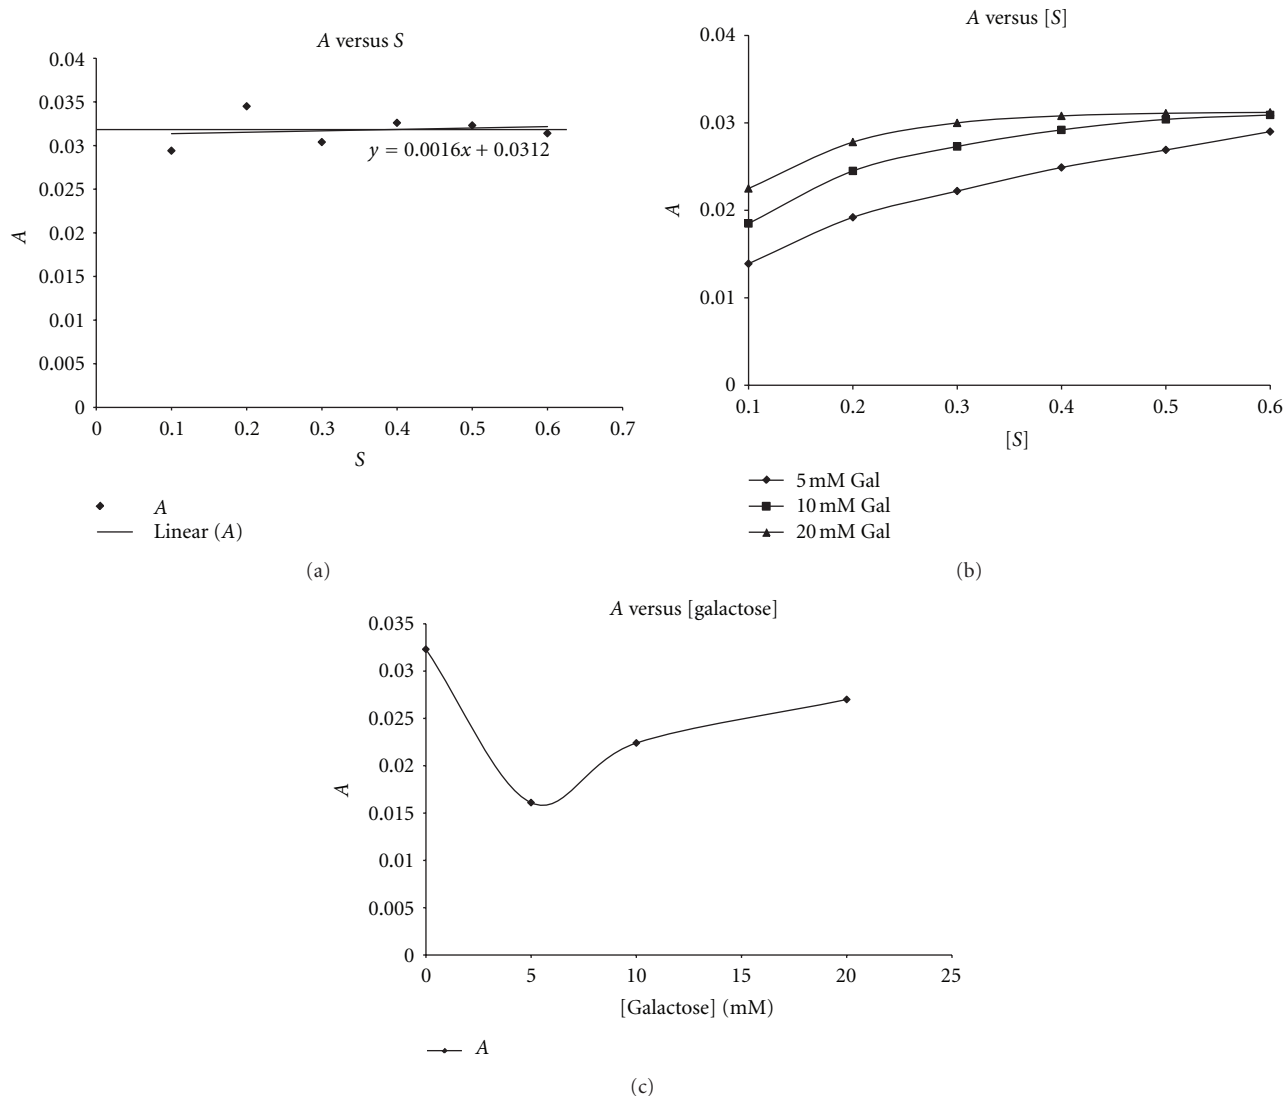 A versus S
0.04
0.035
0.03
0.025
0.02
0.015
0.01
0.005
0
A
y = 0.0016x + 0.0312
0 0.1 0.2 0.3 0.4 0.5 0.6 0.7
S
A
Linear (A)
(a)
A versus [S]
0.04
0.03
0.02
0.01
0
A
0.1 0.2 0.3 0.4 0.5 0.6
[S]
5 mM Gal
10 mM Gal
20 mM Gal
(b)
A versus [galactose]
0.035
0.03
0.025
0.02
0.015
0.01
0.005
0
A
0 5 10 15 20 25
[Galactose] (mM)
A
(c)